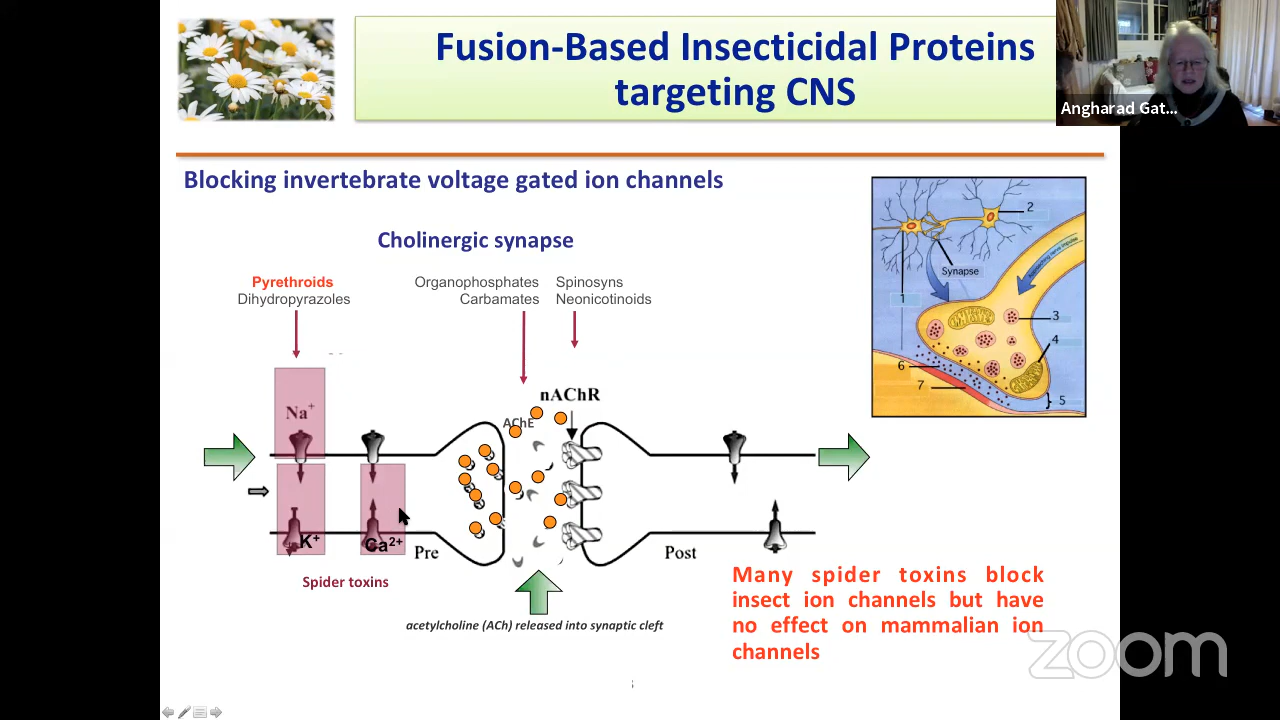 Fusion-Based Insecticidal Proteins
targeting CNS
Angharad Gat...
Blocking invertebrate voltage gated ion channels
Cholinergic synapse
Pyrethroids
Dihydropyrazoles
Organophosphates
Carbamates
Spinosyns
Neonicotinoids
2
Synapse
approaching nerve impulse
1
3
4
6
7
5
Na+
nAChR
AChE
K+
Ca2+
Pre
Post
Spider toxins
acetylcholine (ACh) released into synaptic cleft
Many spider toxins block
insect ion channels but have
no effect on mammalian ion
channels
zoom